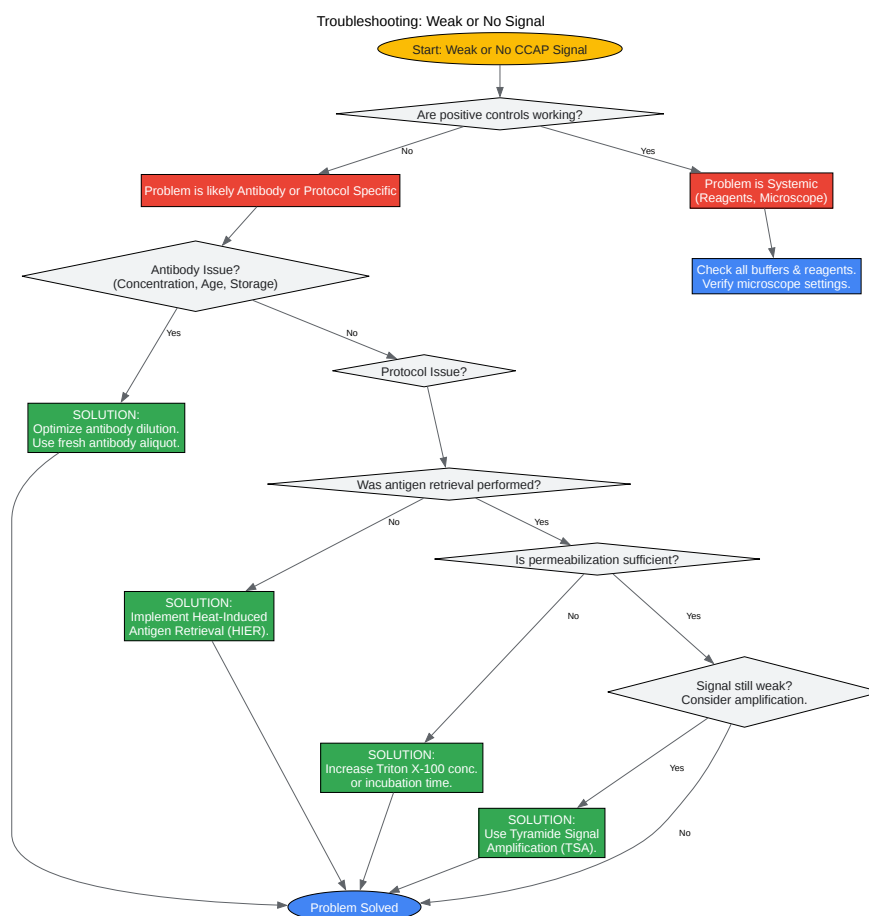 Troubleshooting: Weak or No Signal
Start: Weak or No CCAP Signal
Are positive controls working?
No
Yes
Problem is likely Antibody or Protocol Specific
Problem is Systemic
(Reagents, Microscope)
Antibody Issue?
(Concentration, Age, Storage)
Check all buffers & reagents.
Verify microscope settings.
Yes
No
Protocol Issue?
SOLUTION:
Optimize antibody dilution.
Use fresh antibody aliquot.
Was antigen retrieval performed?
No
Yes
Is permeabilization sufficient?
SOLUTION:
Implement Heat-Induced
Antigen Retrieval (HIER).
No
Yes
Signal still weak?
Consider amplification.
SOLUTION:
Increase Triton X-100 conc.
or incubation time.
Yes
No
SOLUTION:
Use Tyramide Signal
Amplification (TSA).
Problem Solved